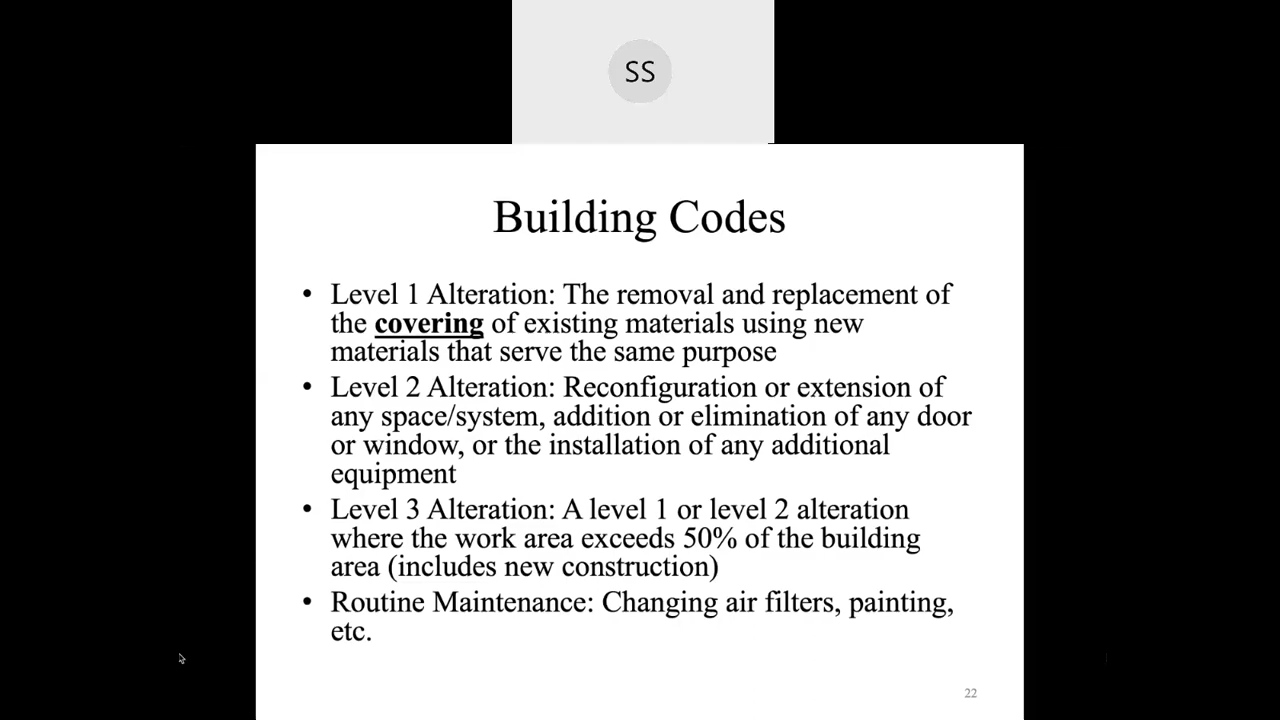 SS
Building Codes
• Level 1 Alteration: The removal and replacement of
the covering of existing materials using new
materials that serve the same purpose
• Level 2 Alteration: Reconfiguration or extension of
any space/system, addition or elimination of any door
or window, or the installation of any additional
equipment
• Level 3 Alteration: A level 1 or level 2 alteration
where the work area exceeds 50% of the building
area (includes new construction)
• Routine Maintenance: Changing air filters, painting,
etc.
22